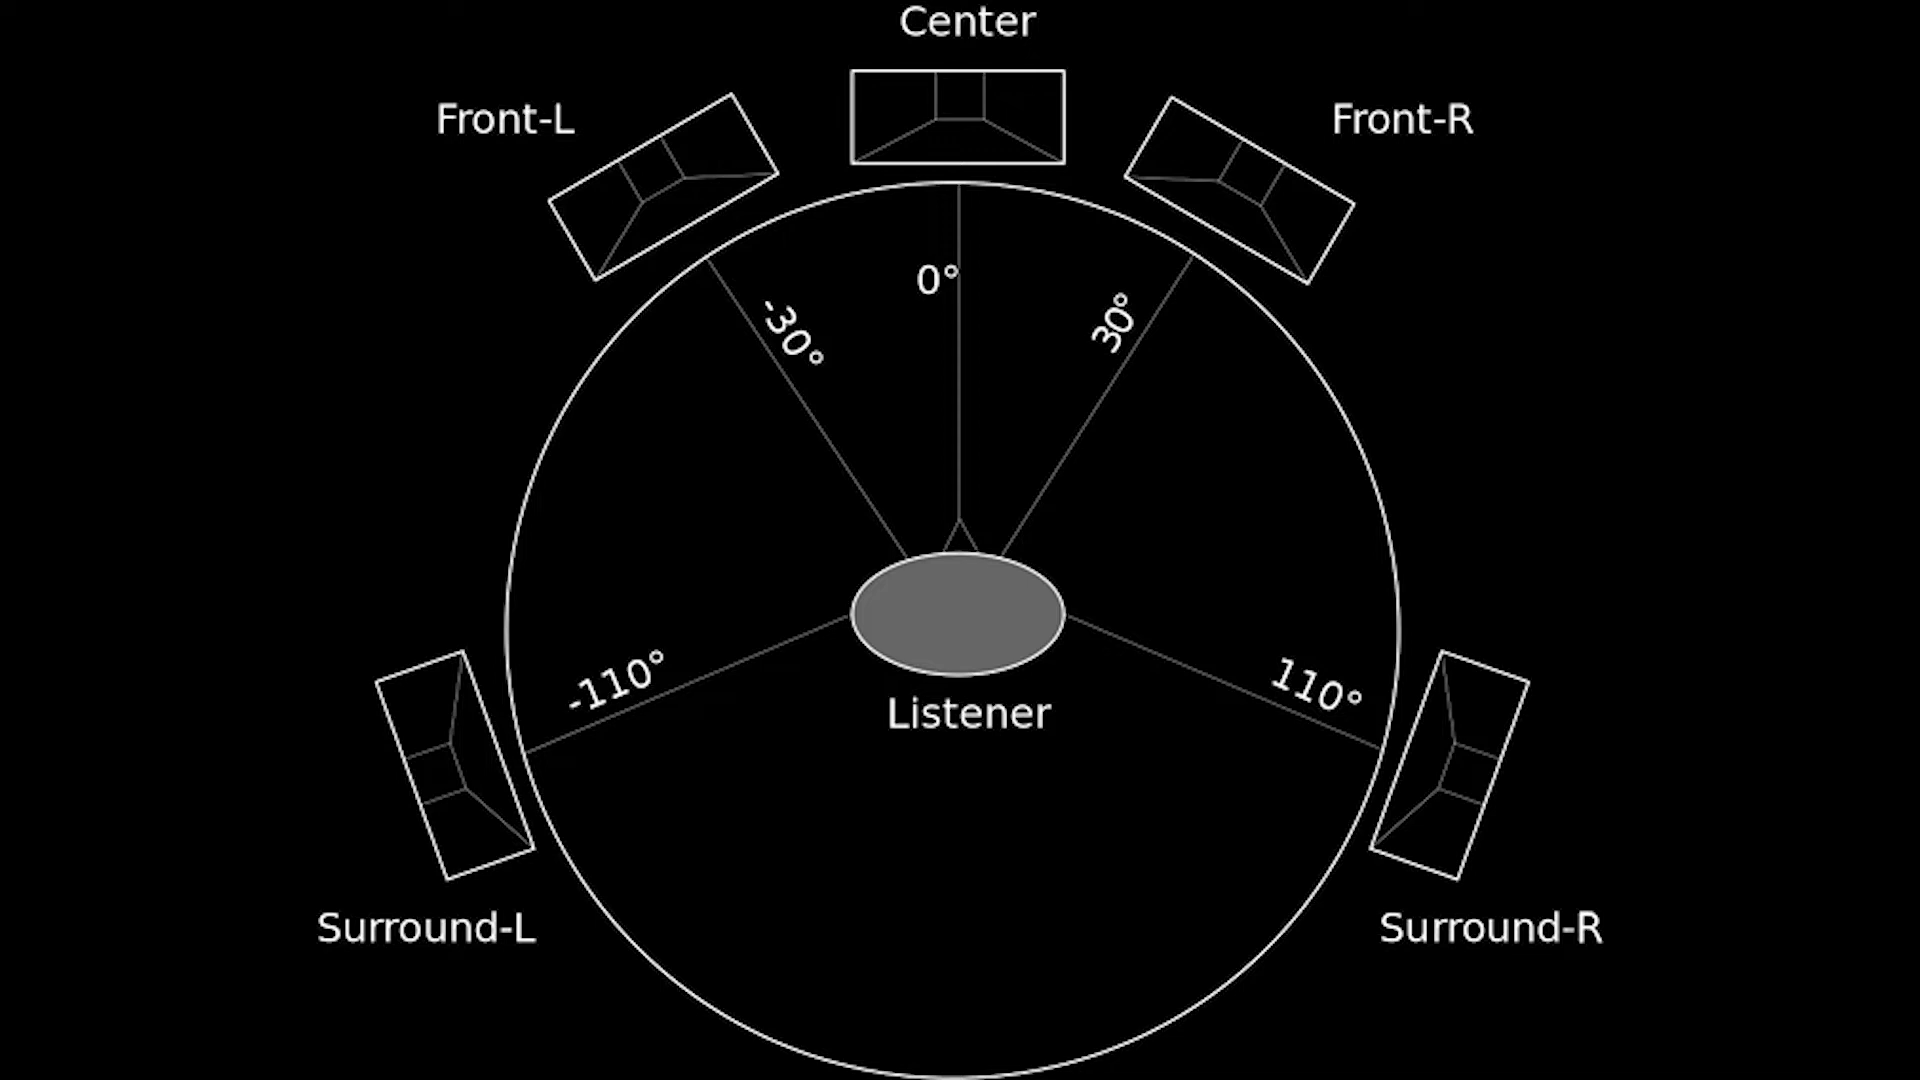 Center
Front-L
Front-R
0°
-30°
30°
-110°
110°
Listener
Surround-L
Surround-R